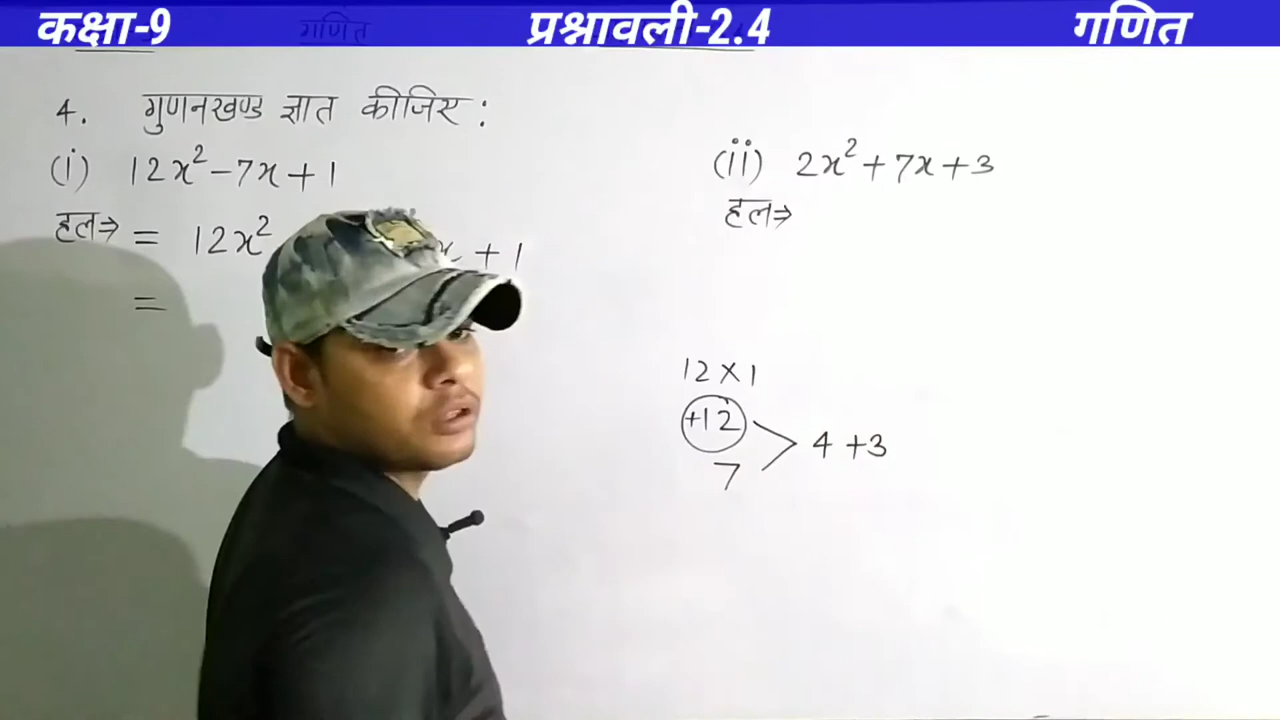 कक्षा-9 प्रश्नावली-2.4 गणित
गणित
4. गुणनखण्ड ज्ञात कीजिए :
(i) 12x² - 7x + 1
हल⇒ = 12x² x + 1
=
(ii) 2x² + 7x + 3
हल⇒
12 × 1
+12
7 > 4 + 3